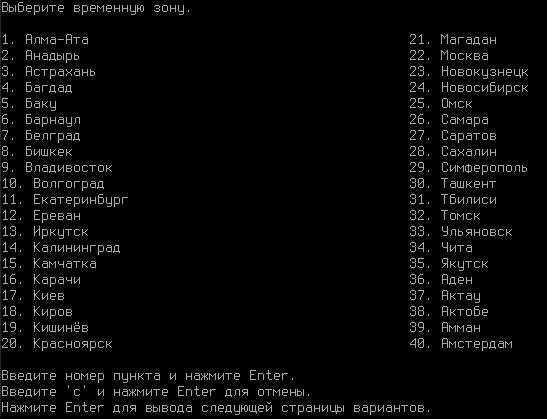 Выберите временную зону.
1. Алма-Ата 21. Магадан
2. Анадырь 22. Москва
3. Астрахань 23. Новокузнецк
4. Багдад 24. Новосибирск
5. Баку 25. Омск
6. Барнаул 26. Самара
7. Белград 27. Саратов
8. Бишкек 28. Сахалин
9. Владивосток 29. Симферополь
10. Волгоград 30. Ташкент
11. Екатеринбург 31. Тбилиси
12. Ереван 32. Томск
13. Иркутск 33. Ульяновск
14. Калининград 34. Чита
15. Камчатка 35. Якутск
16. Карачи 36. Аден
17. Киев 37. Актау
18. Киров 38. Актобе
19. Кишинёв 39. Амман
20. Красноярск 40. Амстердам
Введите номер пункта и нажмите Enter.
Введите 'c' и нажмите Enter для отмены.
Нажмите Enter для вывода следующей страницы вариантов.